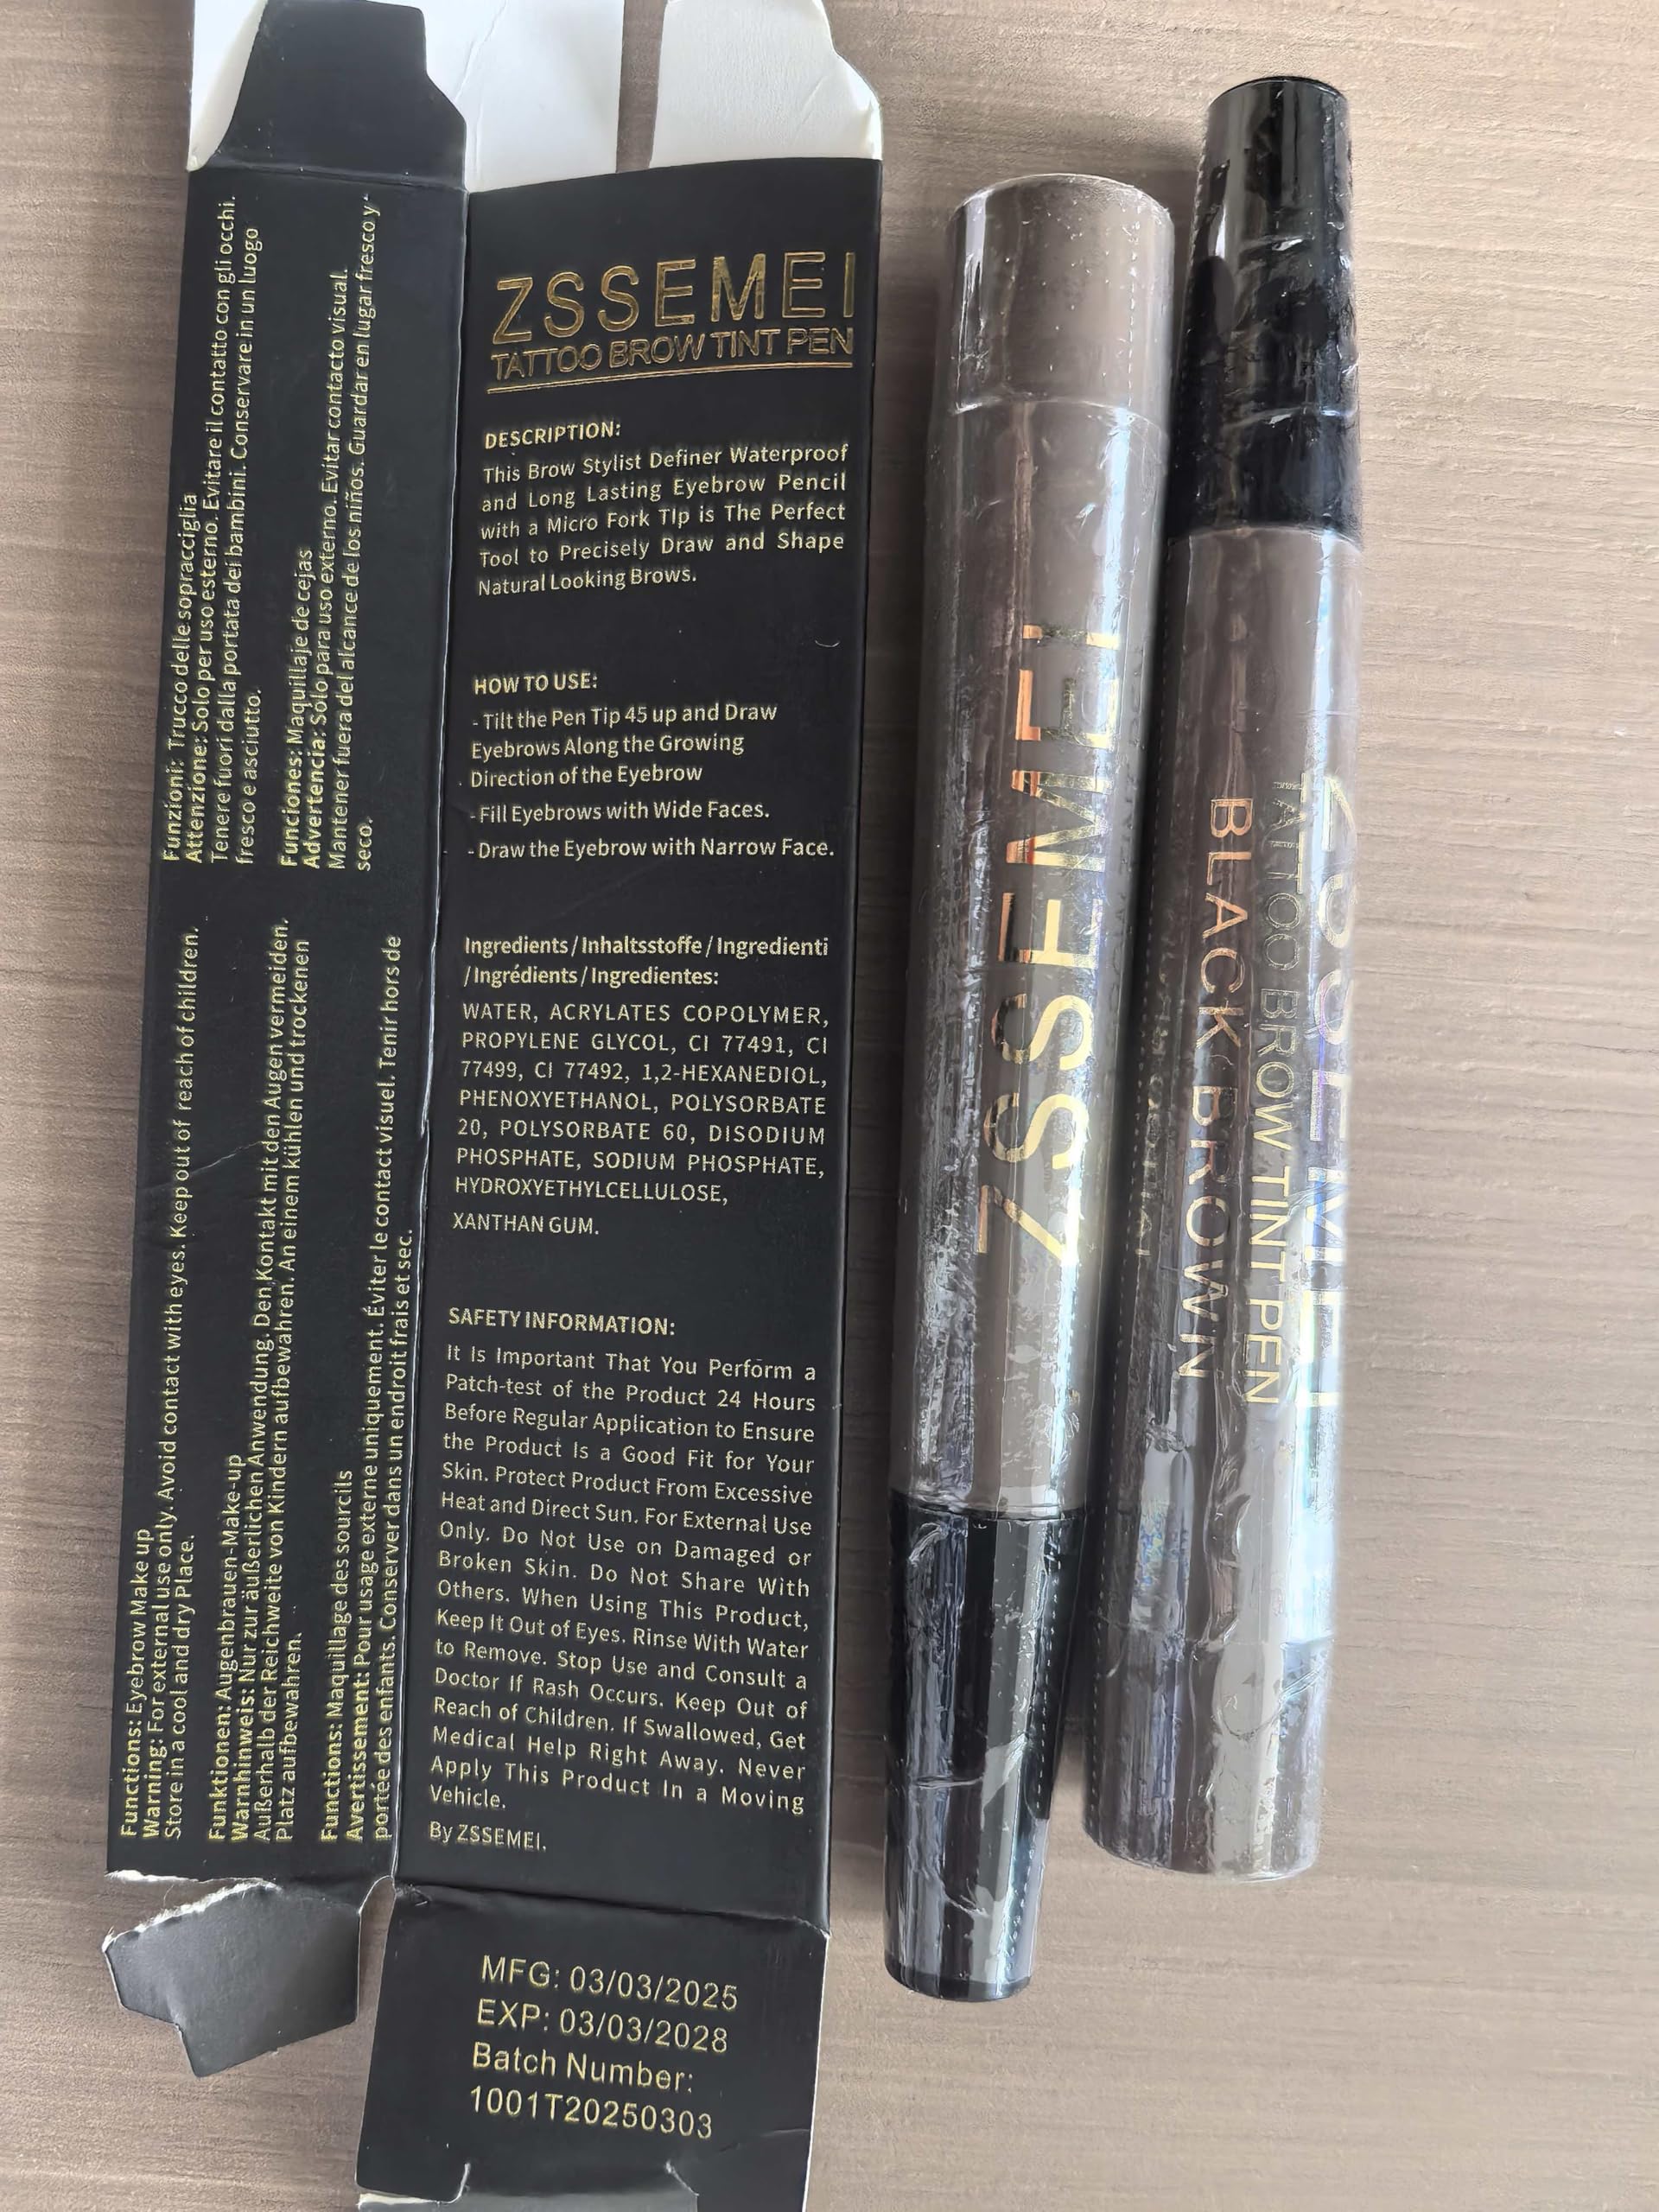 Functions: Eyebrow Make up
Warning: For external use only. Avoid contact with eyes. Keep out of reach of children.
Store in a cool and dry Place.
Funktionen: Augenbrauen-Make-up
Warnhinweis: Nur zur äußerlichen Anwendung. Den Kontakt mit den Augen vermeiden.
Außerhalb der Reichweite von Kindern aufbewahren. An einem kühlen und trockenen
Platz aufbewahren.
Functions: Maquillage des sourcils
Avertissement: Pour usage externe uniquement. Éviter le contact visuel. Tenir hors de
portée des enfants. Conserver dans un endroit frais et sec.
Funzioni: Trucco delle sopracciglia
Attenzione: Solo per uso esterno. Evitare il contatto con gli occhi.
Tenere fuori dalla portata dei bambini. Conservare in un luogo
fresco e asciutto.
Funciones: Maquillaje de cejas
Advertencia: Sólo para uso externo. Evitar contacto visual.
Mantener fuera del alcance de los niños. Guardar en lugar fresco y
seco.
ZSSEMEI
TATTOO BROW TINT PEN
DESCRIPTION:
This Brow Stylist Definer Waterproof
and Long Lasting Eyebrow Pencil
with a Micro Fork TIp is The Perfect
Tool to Precisely Draw and Shape
Natural Looking Brows.
HOW TO USE:
- Tilt the Pen Tip 45 up and Draw
Eyebrows Along the Growing
Direction of the Eyebrow
- Fill Eyebrows with Wide Faces.
- Draw the Eyebrow with Narrow Face.
Ingredients / Inhaltsstoffe / Ingredienti
/ Ingrédients / Ingredientes:
WATER, ACRYLATES COPOLYMER,
PROPYLENE GLYCOL, CI 77491, CI
77499, CI 77492, 1,2-HEXANEDIOL,
PHENOXYETHANOL, POLYSORBATE
20, POLYSORBATE 60, DISODIUM
PHOSPHATE, SODIUM PHOSPHATE,
HYDROXYETHYLCELLULOSE,
XANTHAN GUM.
SAFETY INFORMATION:
It Is Important That You Perform a
Patch-test of the Product 24 Hours
Before Regular Application to Ensure
the Product Is a Good Fit for Your
Skin. Protect Product From Excessive
Heat and Direct Sun. For External Use
Only. Do Not Use on Damaged or
Broken Skin. Do Not Share With
Others. When Using This Product,
Keep It Out of Eyes. Rinse With Water
to Remove. Stop Use and Consult a
Doctor If Rash Occurs. Keep Out of
Reach of Children. If Swallowed, Get
Medical Help Right Away. Never
Apply This Product In a Moving
Vehicle.
By ZSSEMEI.
MFG: 03/03/2025
EXP: 03/03/2028
Batch Number:
1001T20250303
ZSSEMEI
ZSSEMEI
TATTOO BROW TINT PEN
BLACK BROWN